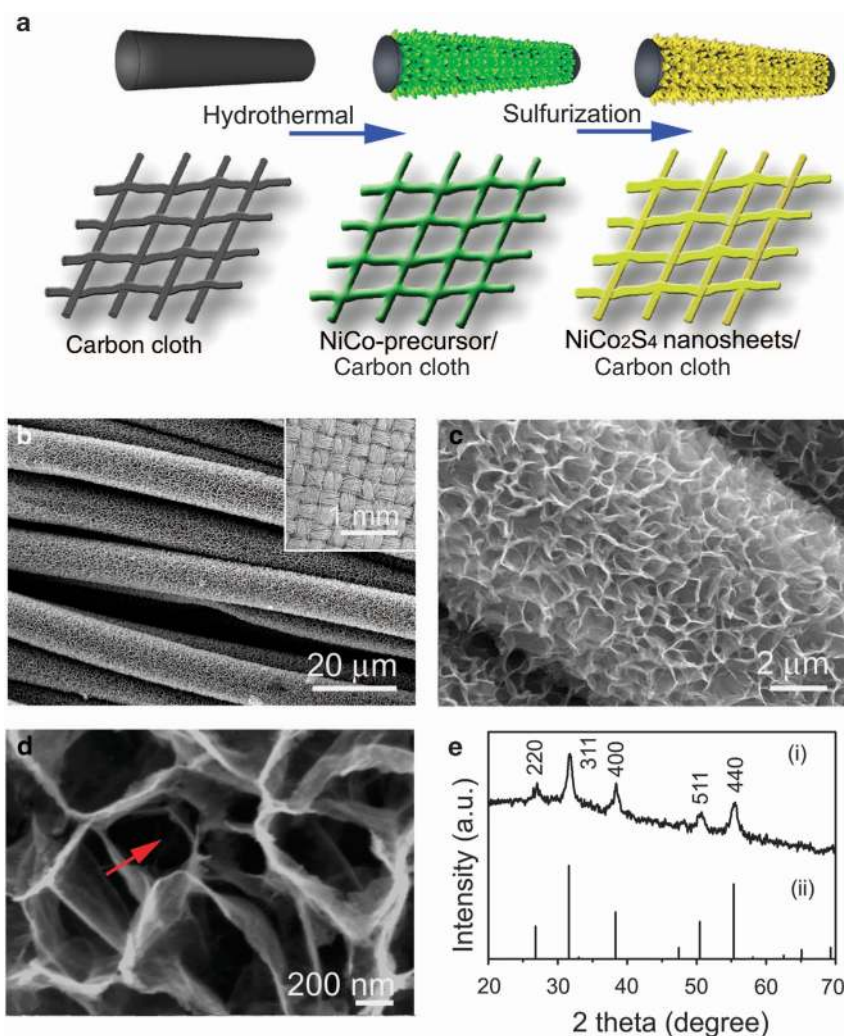 a
Hydrothermal
Sulfurization
Carbon cloth
NiCo-precursor/
Carbon cloth
NiCo₂S₄ nanosheets/
Carbon cloth
b
1 mm
20 μm
c
2 μm
d
200 nm
e
220
311
400
511
440
(i)
(ii)
Intensity (a.u.)
20 30 40 50 60 70
2 theta (degree)